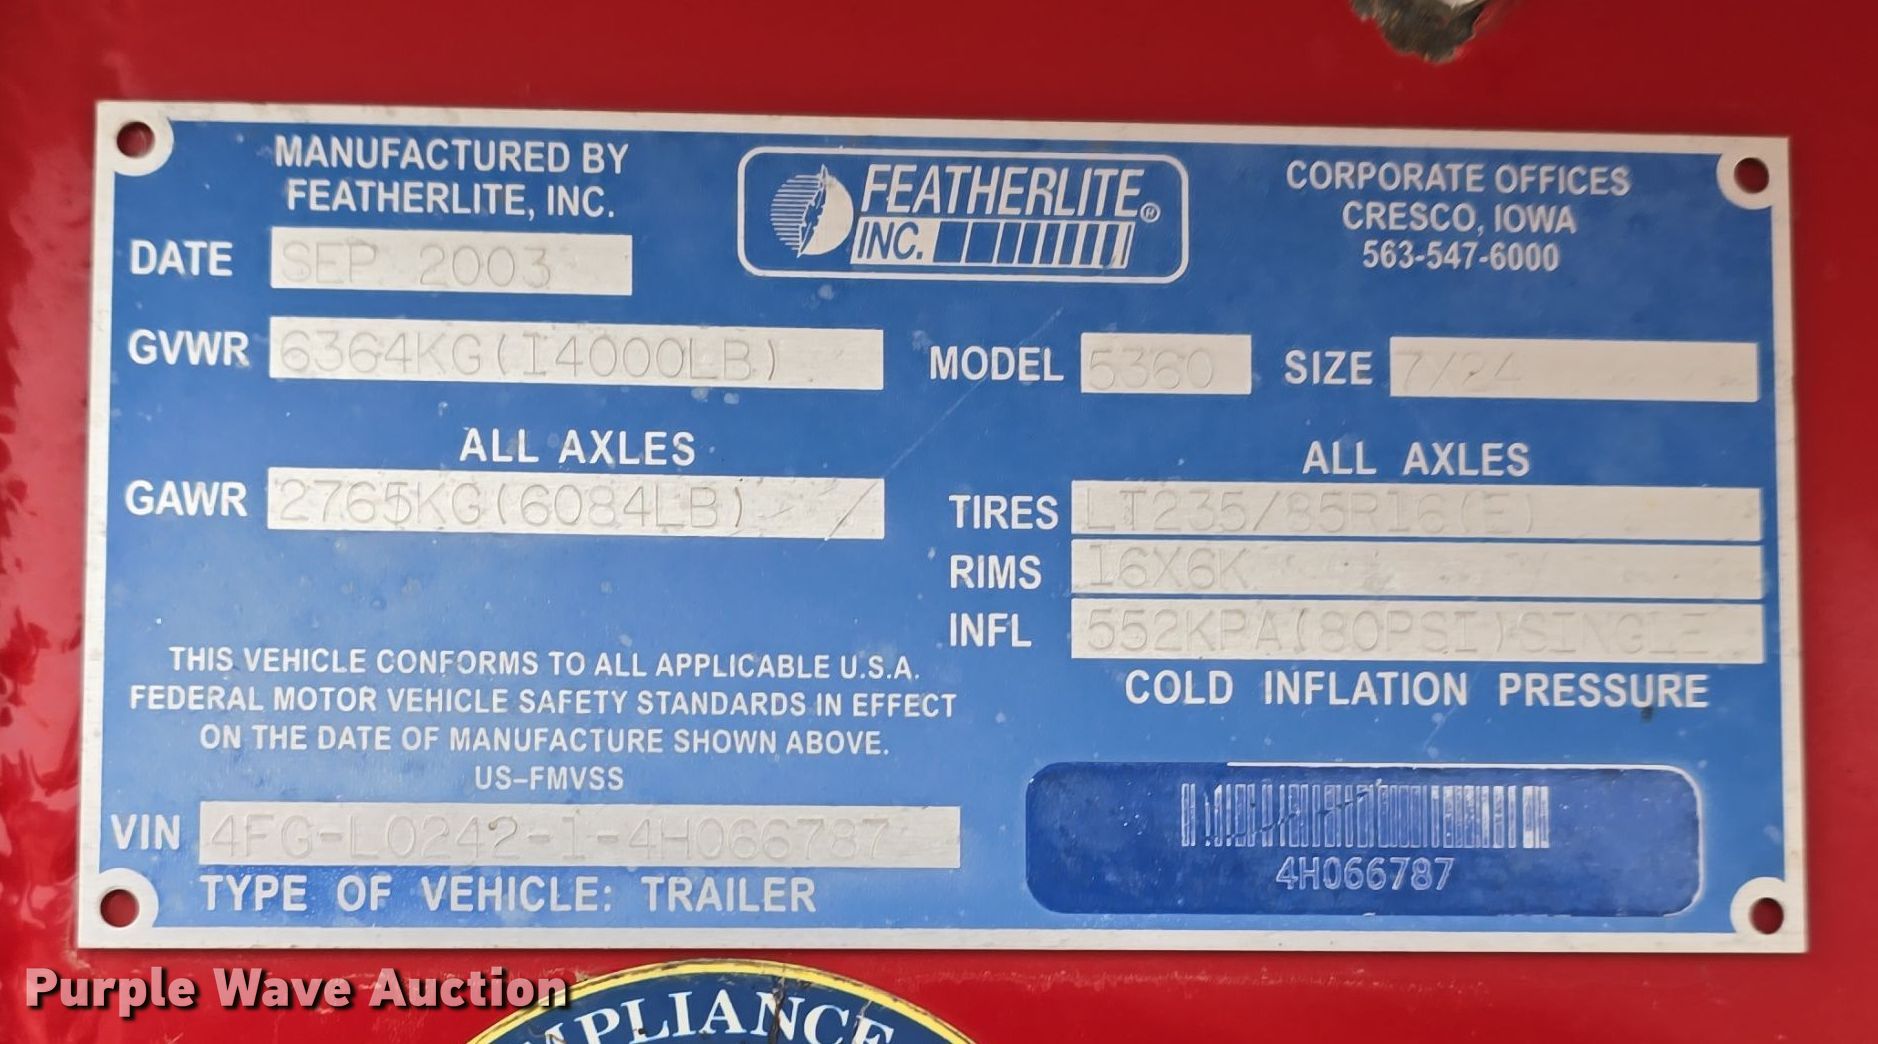 MANUFACTURED BY
FEATHERLITE, INC.
FEATHERLITE®
INC.
CORPORATE OFFICES
CRESCO, IOWA
563-547-6000
DATE SEP 2003
GVWR 6364KG(14000LB)
MODEL 5360 SIZE 7X24
ALL AXLES
GAWR 2765KG(6084LB)
ALL AXLES
TIRES LT235/85R16(E)
RIMS 16X6K
INFL 552KPA(80PSI)SINGLE
COLD INFLATION PRESSURE
THIS VEHICLE CONFORMS TO ALL APPLICABLE U.S.A.
FEDERAL MOTOR VEHICLE SAFETY STANDARDS IN EFFECT
ON THE DATE OF MANUFACTURE SHOWN ABOVE.
US-FMVSS
VIN 4FG-L0242-1-4H066787
TYPE OF VEHICLE: TRAILER
4H066787
Purple Wave Auction